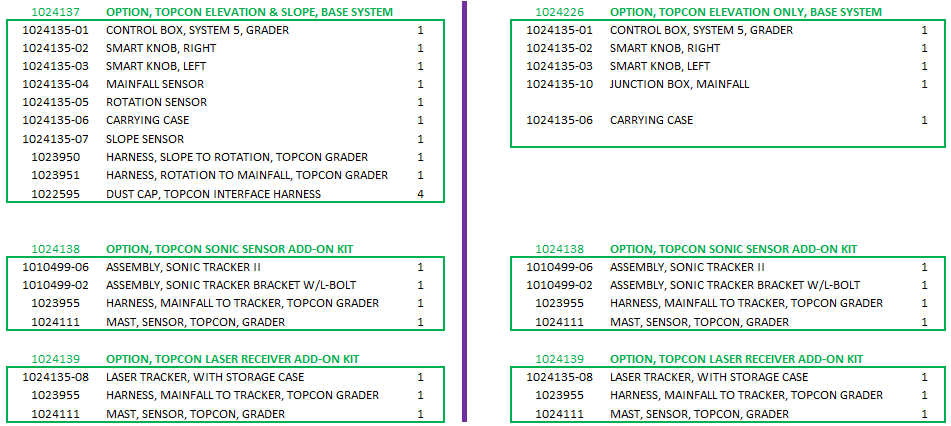 1024137 OPTION, TOPCON ELEVATION & SLOPE, BASE SYSTEM
1024135-01 CONTROL BOX, SYSTEM 5, GRADER 1
1024135-02 SMART KNOB, RIGHT 1
1024135-03 SMART KNOB, LEFT 1
1024135-04 MAINFALL SENSOR 1
1024135-05 ROTATION SENSOR 1
1024135-06 CARRYING CASE 1
1024135-07 SLOPE SENSOR 1
1023950 HARNESS, SLOPE TO ROTATION, TOPCON GRADER 1
1023951 HARNESS, ROTATION TO MAINFALL, TOPCON GRADER 1
1022595 DUST CAP, TOPCON INTERFACE HARNESS 4
1024138 OPTION, TOPCON SONIC SENSOR ADD-ON KIT
1010499-06 ASSEMBLY, SONIC TRACKER II 1
1010499-02 ASSEMBLY, SONIC TRACKER BRACKET W/L-BOLT 1
1023955 HARNESS, MAINFALL TO TRACKER, TOPCON GRADER 1
1024111 MAST, SENSOR, TOPCON, GRADER 1
1024139 OPTION, TOPCON LASER RECEIVER ADD-ON KIT
1024135-08 LASER TRACKER, WITH STORAGE CASE 1
1023955 HARNESS, MAINFALL TO TRACKER, TOPCON GRADER 1
1024111 MAST, SENSOR, TOPCON, GRADER 1
1024226 OPTION, TOPCON ELEVATION ONLY, BASE SYSTEM
1024135-01 CONTROL BOX, SYSTEM 5, GRADER 1
1024135-02 SMART KNOB, RIGHT 1
1024135-03 SMART KNOB, LEFT 1
1024135-10 JUNCTION BOX, MAINFALL 1
1024135-06 CARRYING CASE 1
1024138 OPTION, TOPCON SONIC SENSOR ADD-ON KIT
1010499-06 ASSEMBLY, SONIC TRACKER II 1
1010499-02 ASSEMBLY, SONIC TRACKER BRACKET W/L-BOLT 1
1023955 HARNESS, MAINFALL TO TRACKER, TOPCON GRADER 1
1024111 MAST, SENSOR, TOPCON, GRADER 1
1024139 OPTION, TOPCON LASER RECEIVER ADD-ON KIT
1024135-08 LASER TRACKER, WITH STORAGE CASE 1
1023955 HARNESS, MAINFALL TO TRACKER, TOPCON GRADER 1
1024111 MAST, SENSOR, TOPCON, GRADER 1